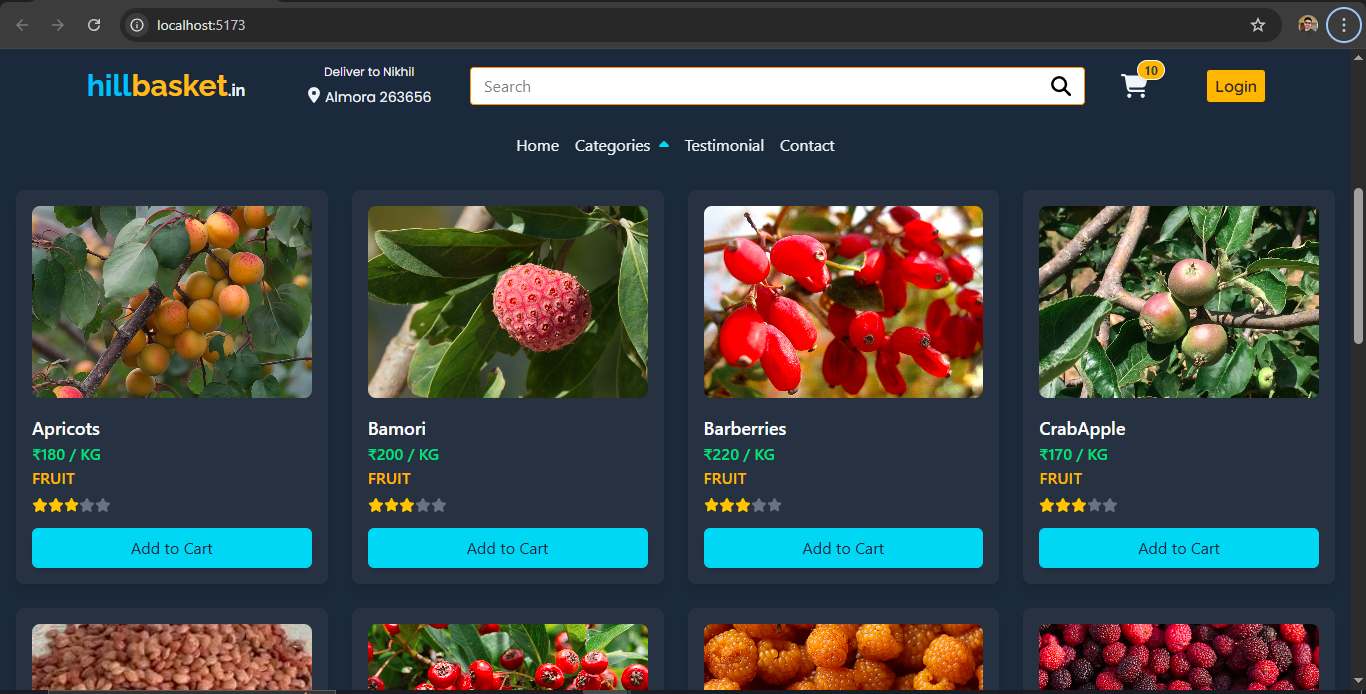 localhost:5173
hillbasket.in
Deliver to Nikhil
Almora 263656
Search
10
Login
Home Categories Testimonial Contact
Apricots
₹180 / KG
FRUIT
Add to Cart
Bamori
₹200 / KG
FRUIT
Add to Cart
Barberries
₹220 / KG
FRUIT
Add to Cart
CrabApple
₹170 / KG
FRUIT
Add to Cart